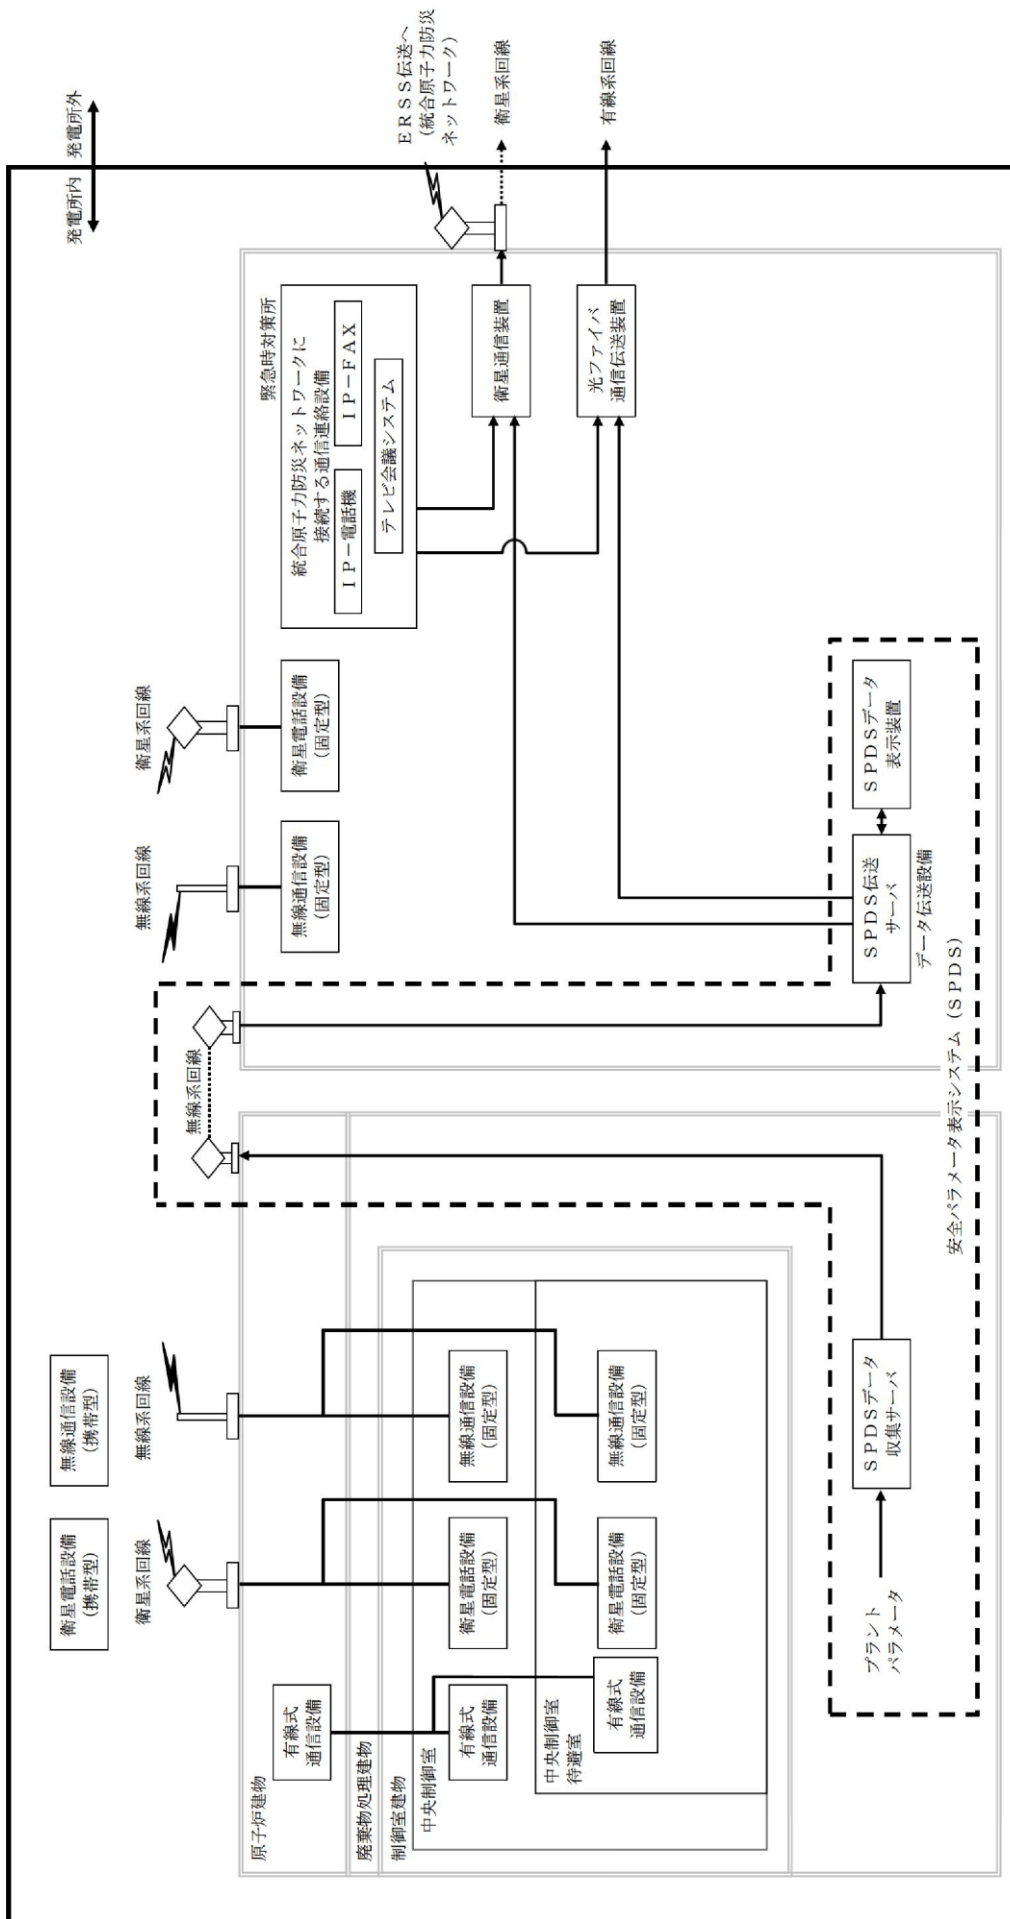 発電所内 発電所外
ERSS伝送へ
(統合原子力防災
ネットワーク)
衛星系回線
有線系回線
緊急時対策所
統合原子力防災ネットワークに
接続する通信連絡設備
IP-電話機
IP-FAX
テレビ会議システム
衛星通信装置
光ファイバ
通信伝送装置
衛星系回線
衛星電話設備
(固定型)
無線系回線
無線通信設備
(固定型)
SPDSデータ
表示装置
SPDS伝送
サーバ
データ伝送設備
無線系回線
安全パラメータ表示システム(SPDS)
無線通信設備
(携帯型)
無線系回線
衛星電話設備
(携帯型)
衛星系回線
無線通信設備
(固定型)
無線通信設備
(固定型)
衛星電話設備
(固定型)
衛星電話設備
(固定型)
有線式
通信設備
有線式
通信設備
有線式
通信設備
原子炉建物
廃棄物処理建物
制御室建物
中央制御室
中央制御室
待避室
SPDSデータ
収集サーバ
プラント
パラメータ